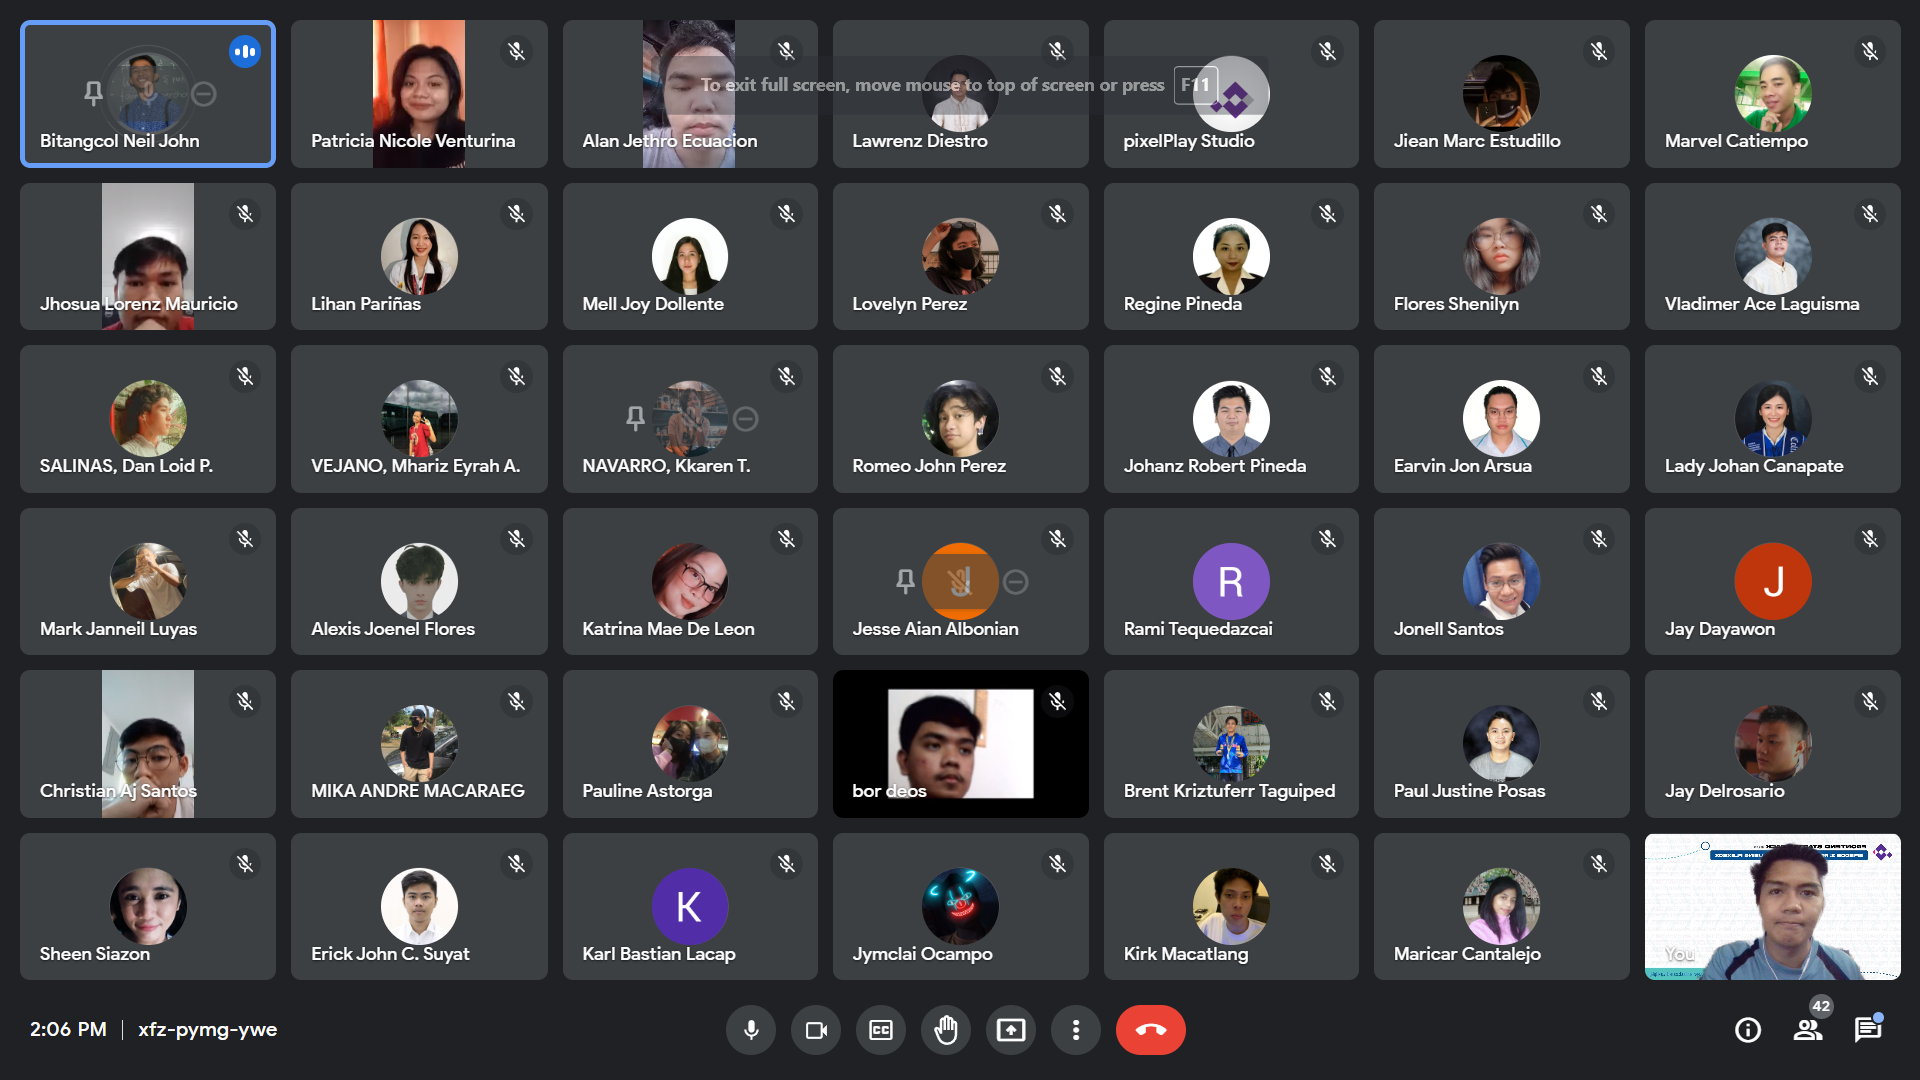 To exit full screen, move mouse to top of screen or press F11
Bitangcol Neil John
Patricia Nicole Venturina
Alan Jethro Ecuacion
Lawrenz Diestro
pixelPlay Studio
Jiean Marc Estudillo
Marvel Catiempo
Jhosua Lorenz Mauricio
Lihan Pariñas
Mell Joy Dollente
Lovelyn Perez
Regine Pineda
Flores Shenilyn
Vladimer Ace Laguisma
SALINAS, Dan Loid P.
VEJANO, Mhariz Eyrah A.
NAVARRO, Kkaren T.
Romeo John Perez
Johanz Robert Pineda
Earvin Jon Arsua
Lady Johan Canapate
Mark Janneil Luyas
Alexis Joenel Flores
Katrina Mae De Leon
J
Jesse Aian Albonian
R
Rami Tequedazcai
Jonell Santos
J
Jay Dayawon
Christian Aj Santos
MIKA ANDRE MACARAEG
Pauline Astorga
bor deos
Brent Kriztuferr Taguiped
Paul Justine Posas
Jay Delrosario
Sheen Siazon
Erick John C. Suyat
K
Karl Bastian Lacap
Jymclai Ocampo
Kirk Macatlang
Maricar Cantalejo
You
2:06 PM | xfz-pymg-ywe
CC
42